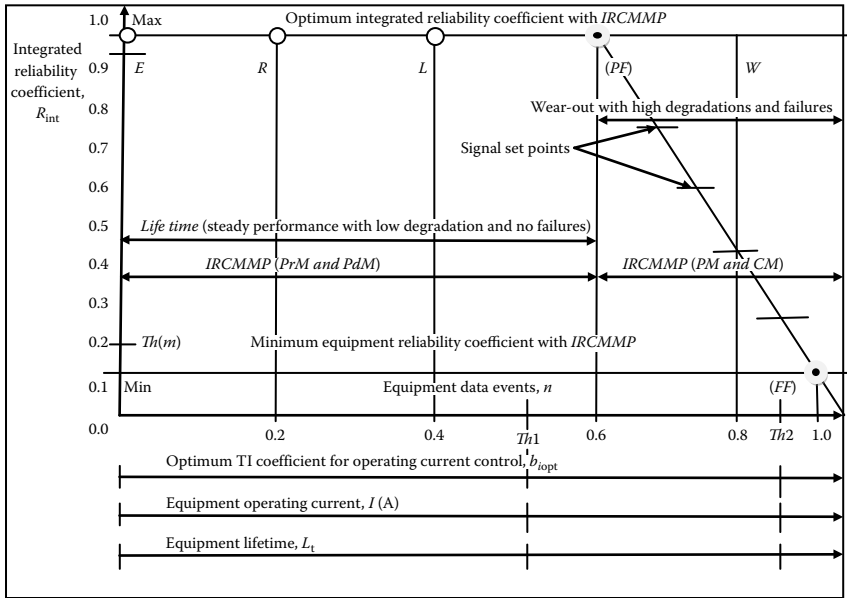 1.0
Max
Optimum integrated reliability coefficient with IRCMMP
Integrated
reliability
coefficient,
R_int
0.9
E
R
L
(PF)
W
0.8
Wear-out with high degradations and failures
0.7
Signal set points
0.6
0.5
Life time (steady performance with low degradation and no failures)
0.4
IRCMMP (PrM and PdM)
IRCMMP (PM and CM)
0.3
0.2
Th(m)
Minimum equipment reliability coefficient with IRCMMP
0.1
Min
Equipment data events, n
(FF)
0.0
0.2
0.4
Th1
0.6
0.8
Th2
1.0
Optimum TI coefficient for operating current control, b_iopt
Equipment operating current, I (A)
Equipment lifetime, L_t